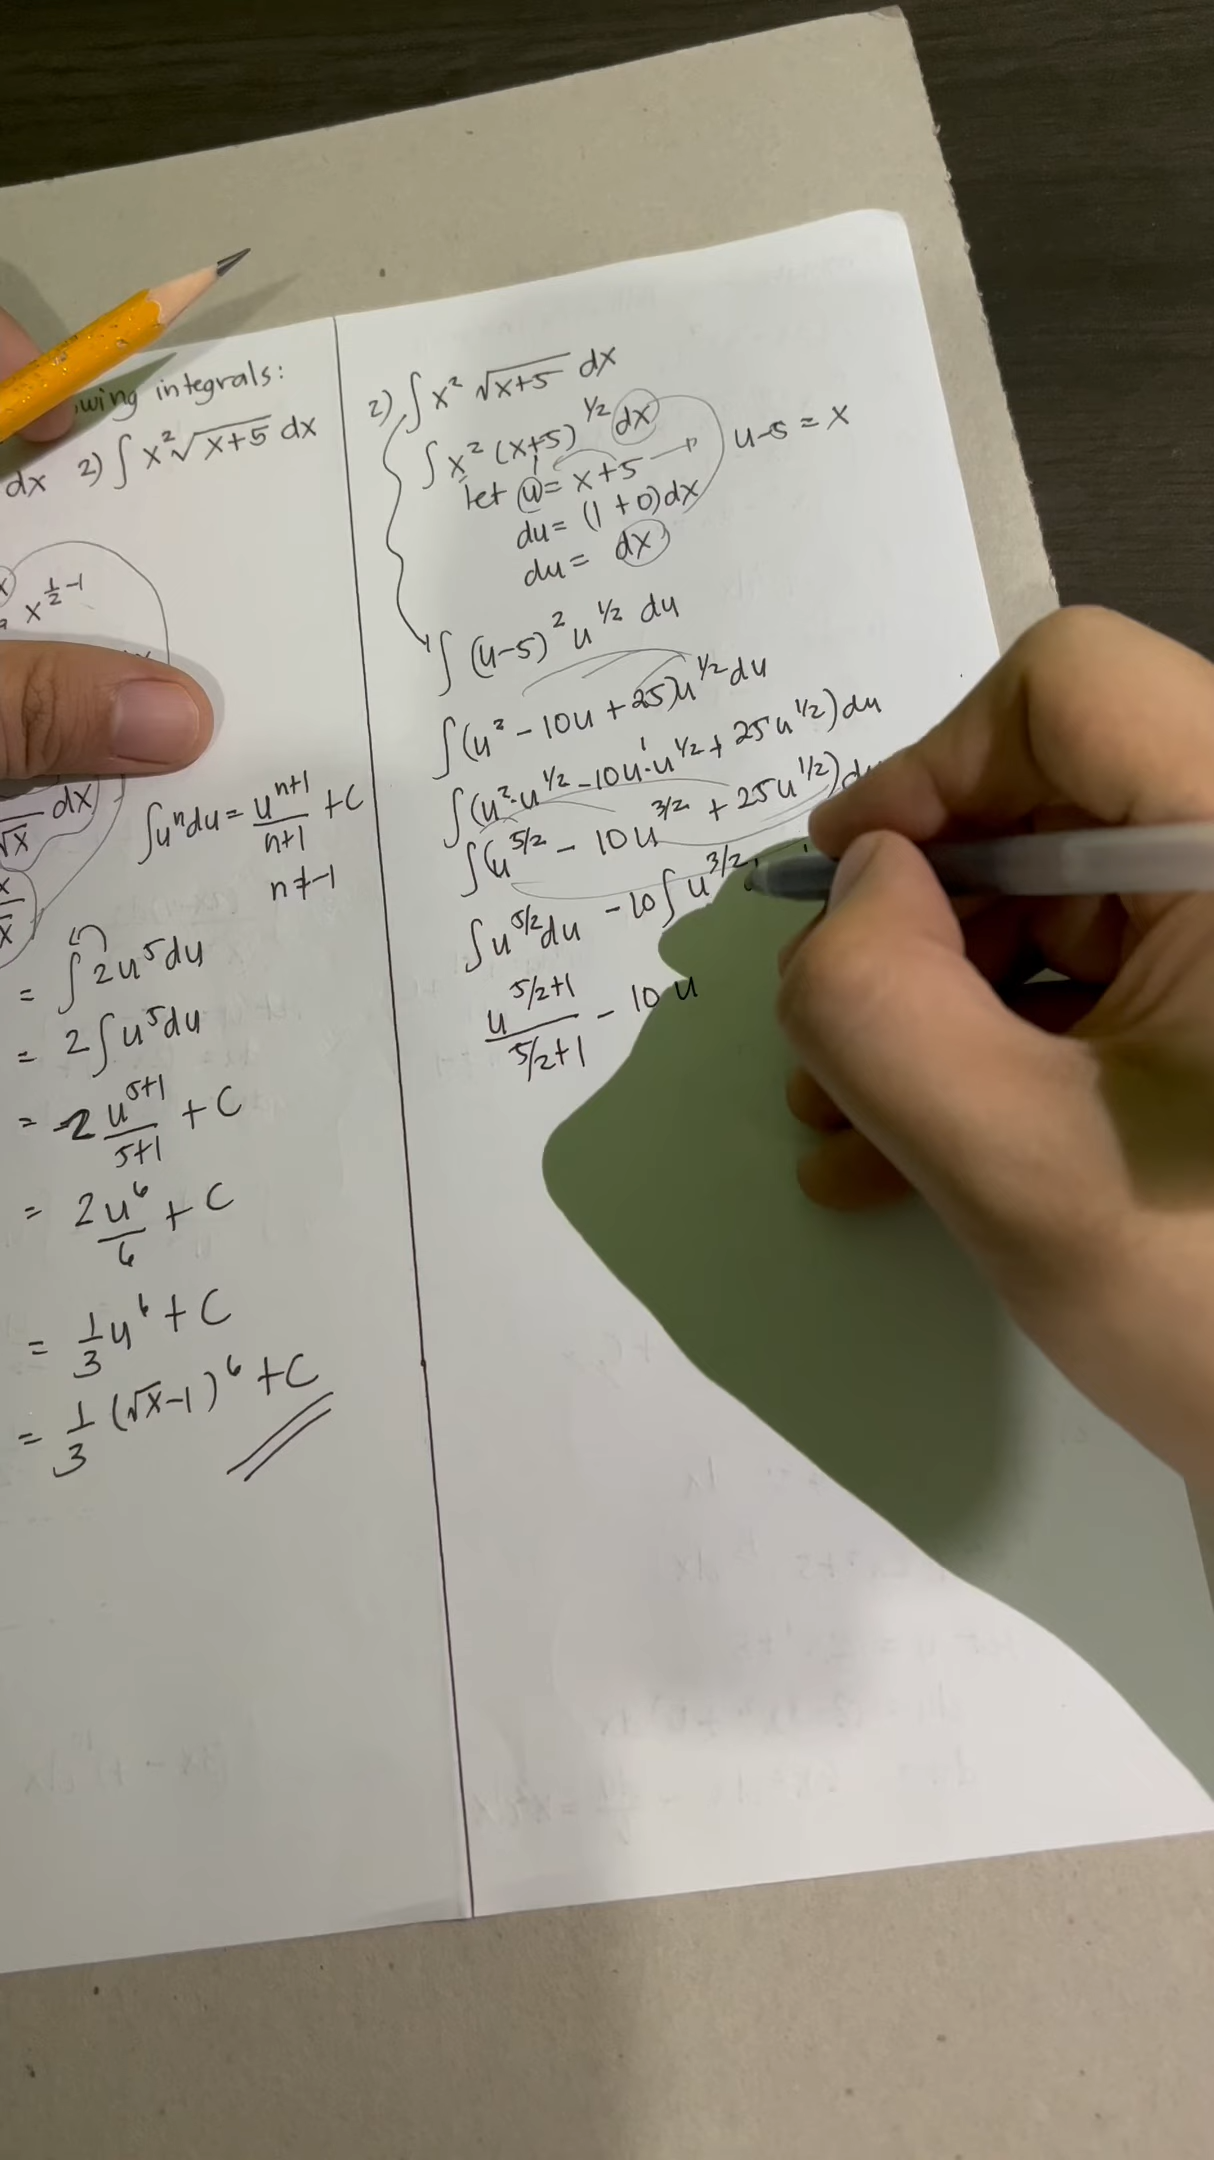 owing integrals:
dx 2) ∫ x² √x+5 dx
x^(1/2 - 1)
/√x dx
∫uⁿdu = u^(n+1)/(n+1) + C
n ≠ -1
= ∫ 2u⁵du
= 2∫u⁵du
= 2 u^(5+1)/(5+1) + C
= 2u⁶/6 + C
= 1/3 u⁶ + C
= 1/3 (√x - 1)⁶ + C
2) ∫ x² √x+5 dx
∫ x² (x+5)^(1/2) dx
let u = x+5 → u-5 = x
du = (1+0)dx
du = dx
∫ (u-5)² u^(1/2) du
∫ (u² - 10u + 25)u^(1/2) du
∫ (u²·u^(1/2) - 10u¹·u^(1/2) + 25u^(1/2)) du
∫ (u^(5/2) - 10u^(3/2) + 25u^(1/2)) du
∫ u^(5/2) du - 10∫ u^(3/2)
u^(5/2+1)/(5/2+1) - 10 u